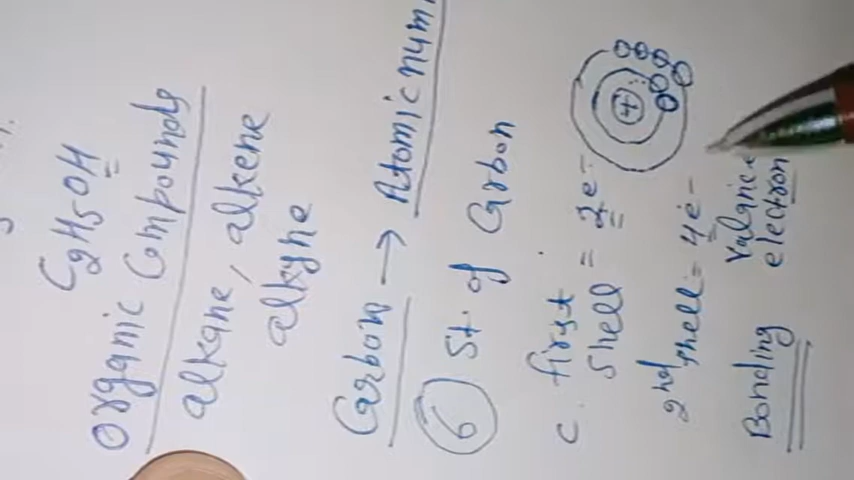 C2H5OH
Organic Compounds
alkane, alkene
alkyne
Carbon → Atomic num
6 St. of Carbon
C. first shell = 2e-
+
2nd shell = 4e-
valance electron
Bonding